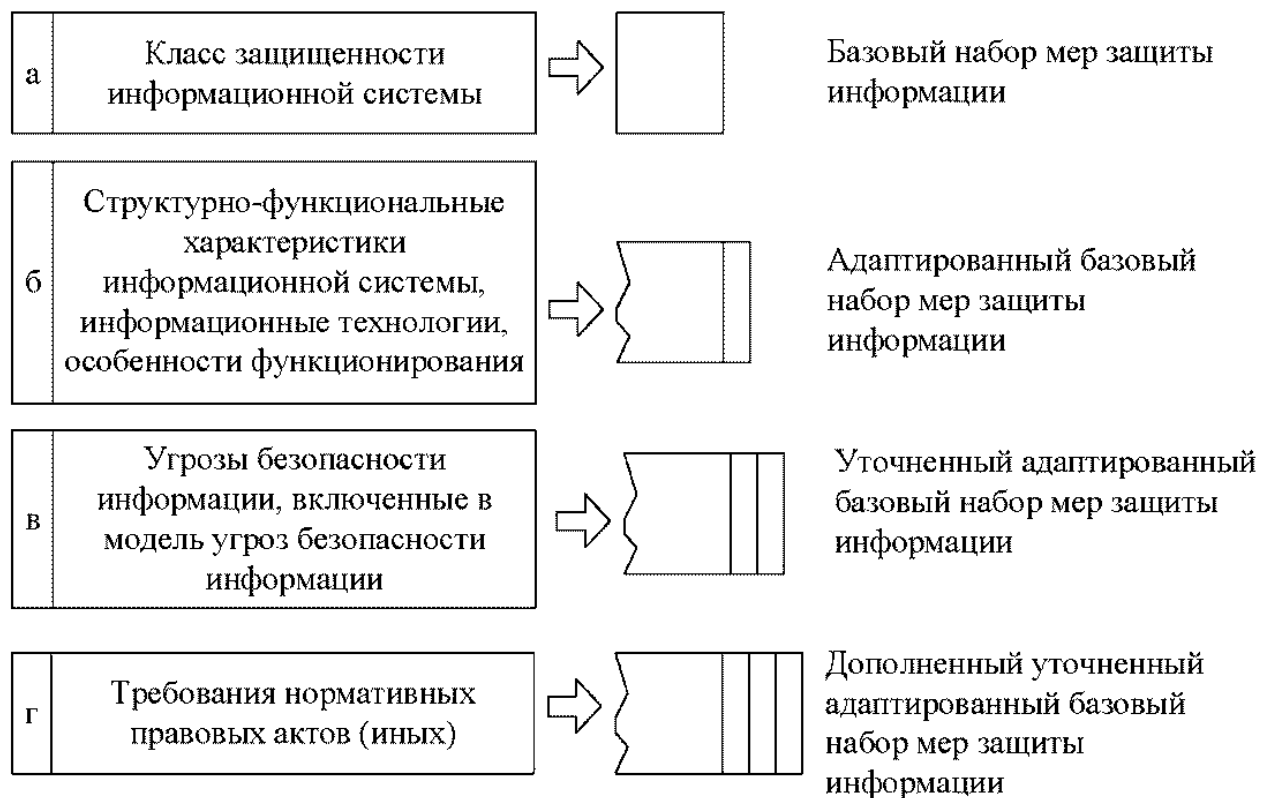 а
Класс защищенности
информационной системы
Базовый набор мер защиты
информации
б
Структурно-функциональные
характеристики
информационной системы,
информационные технологии,
особенности функционирования
Адаптированный базовый
набор мер защиты
информации
в
Угрозы безопасности
информации, включенные в
модель угроз безопасности
информации
Уточненный адаптированный
базовый набор мер защиты
информации
г
Требования нормативных
правовых актов (иных)
Дополненный уточненный
адаптированный базовый
набор мер защиты
информации